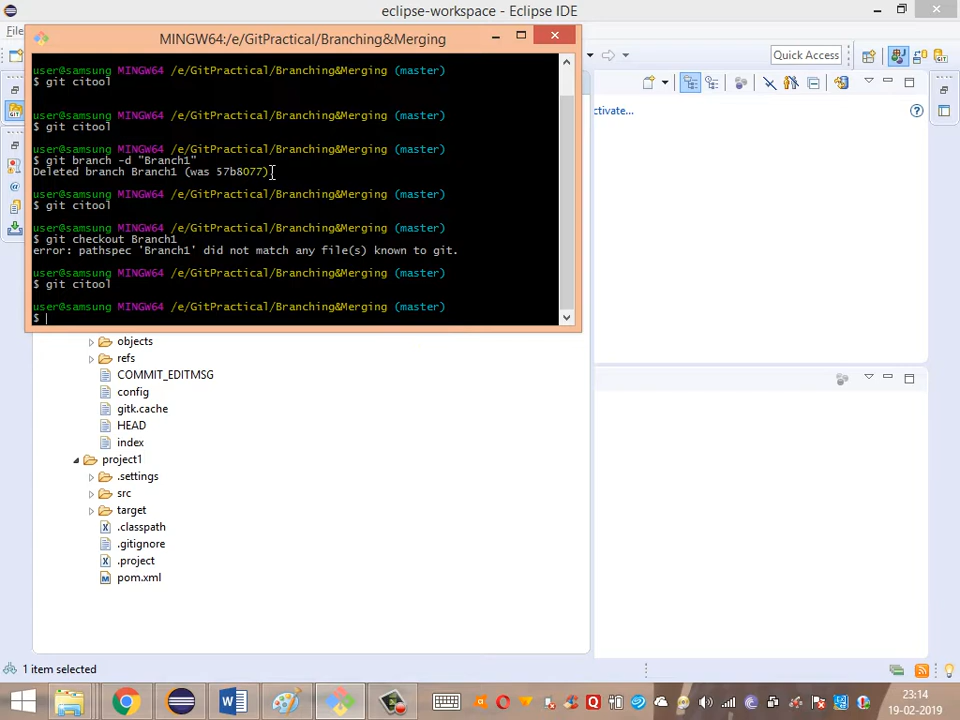 eclipse-workspace - Eclipse IDE
File
MINGW64:/e/GitPractical/Branching&Merging
user@samsung MINGW64 /e/GitPractical/Branching&Merging (master)
$ git citool
user@samsung MINGW64 /e/GitPractical/Branching&Merging (master)
$ git citool
user@samsung MINGW64 /e/GitPractical/Branching&Merging (master)
$ git branch -d "Branch1"
Deleted branch Branch1 (was 57b8077).
user@samsung MINGW64 /e/GitPractical/Branching&Merging (master)
$ git citool
user@samsung MINGW64 /e/GitPractical/Branching&Merging (master)
$ git checkout Branch1
error: pathspec 'Branch1' did not match any file(s) known to git.
user@samsung MINGW64 /e/GitPractical/Branching&Merging (master)
$ git citool
user@samsung MINGW64 /e/GitPractical/Branching&Merging (master)
$
Quick Access
ctivate...
objects
refs
COMMIT_EDITMSG
config
gitk.cache
HEAD
index
project1
.settings
src
target
.classpath
.gitignore
.project
pom.xml
1 item selected
23:14
19-02-2019